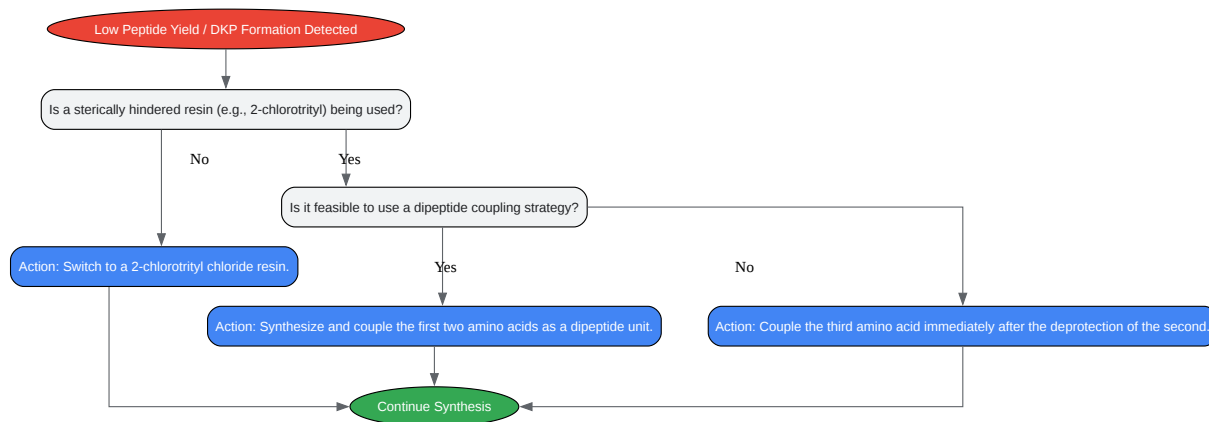 Low Peptide Yield / DKP Formation Detected
Is a sterically hindered resin (e.g., 2-chlorotrityl) being used?
No
Yes
Is it feasible to use a dipeptide coupling strategy?
Action: Switch to a 2-chlorotrityl chloride resin.
Yes
No
Action: Synthesize and couple the first two amino acids as a dipeptide unit.
Action: Couple the third amino acid immediately after the deprotection of the second.
Continue Synthesis